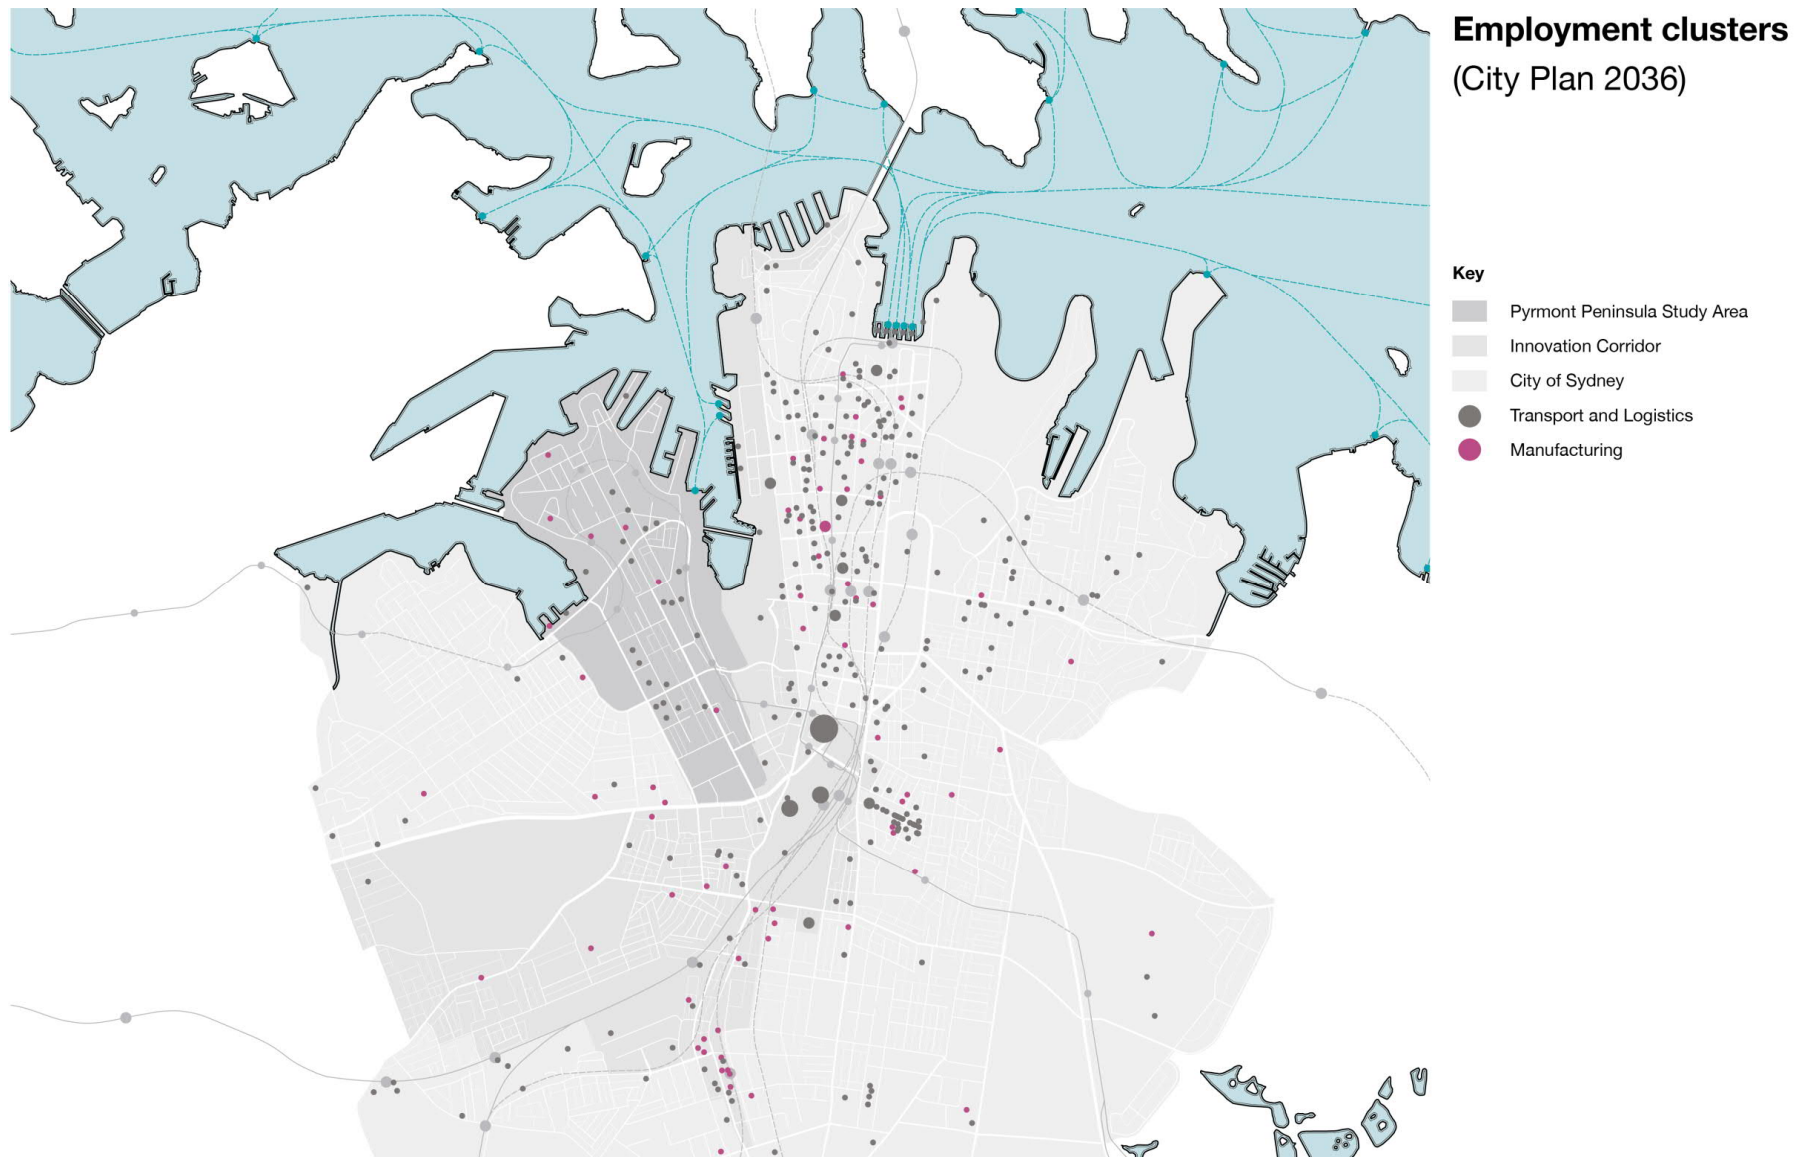 Employment clusters
(City Plan 2036)
Key
Pyrmont Peninsula Study Area
Innovation Corridor
City of Sydney
Transport and Logistics
Manufacturing